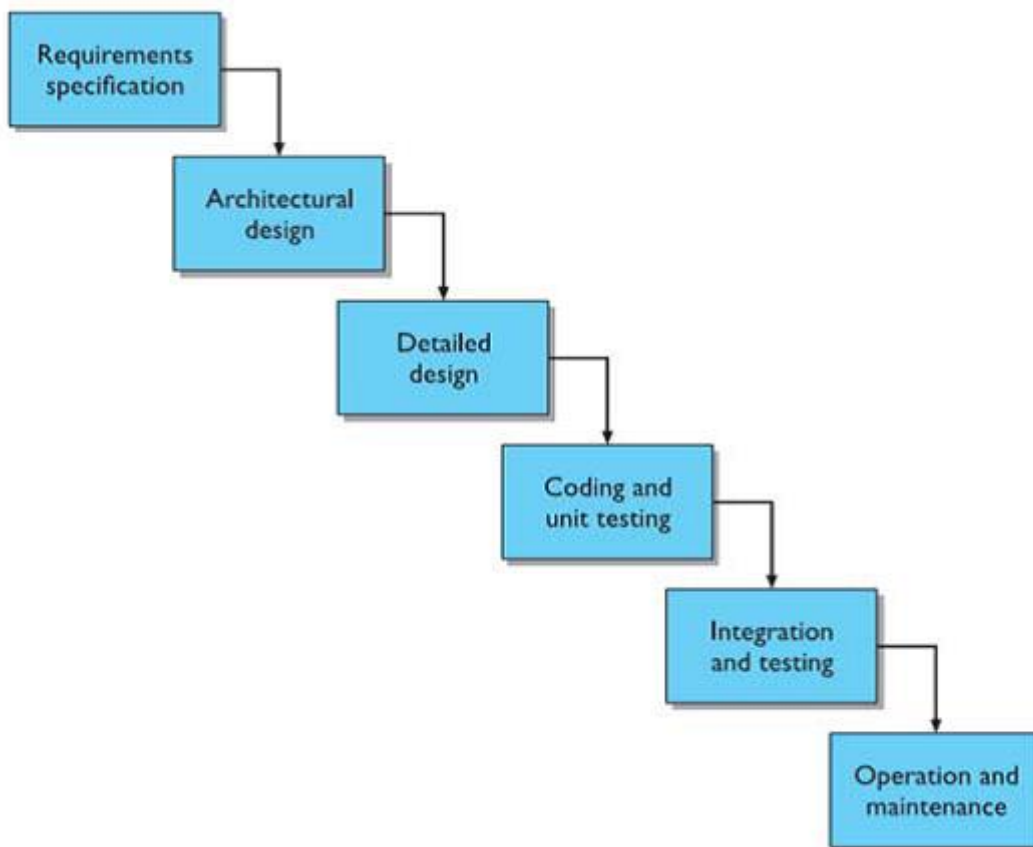 Requirements
specification
Architectural
design
Detailed
design
Coding and
unit testing
Integration
and testing
Operation and
maintenance